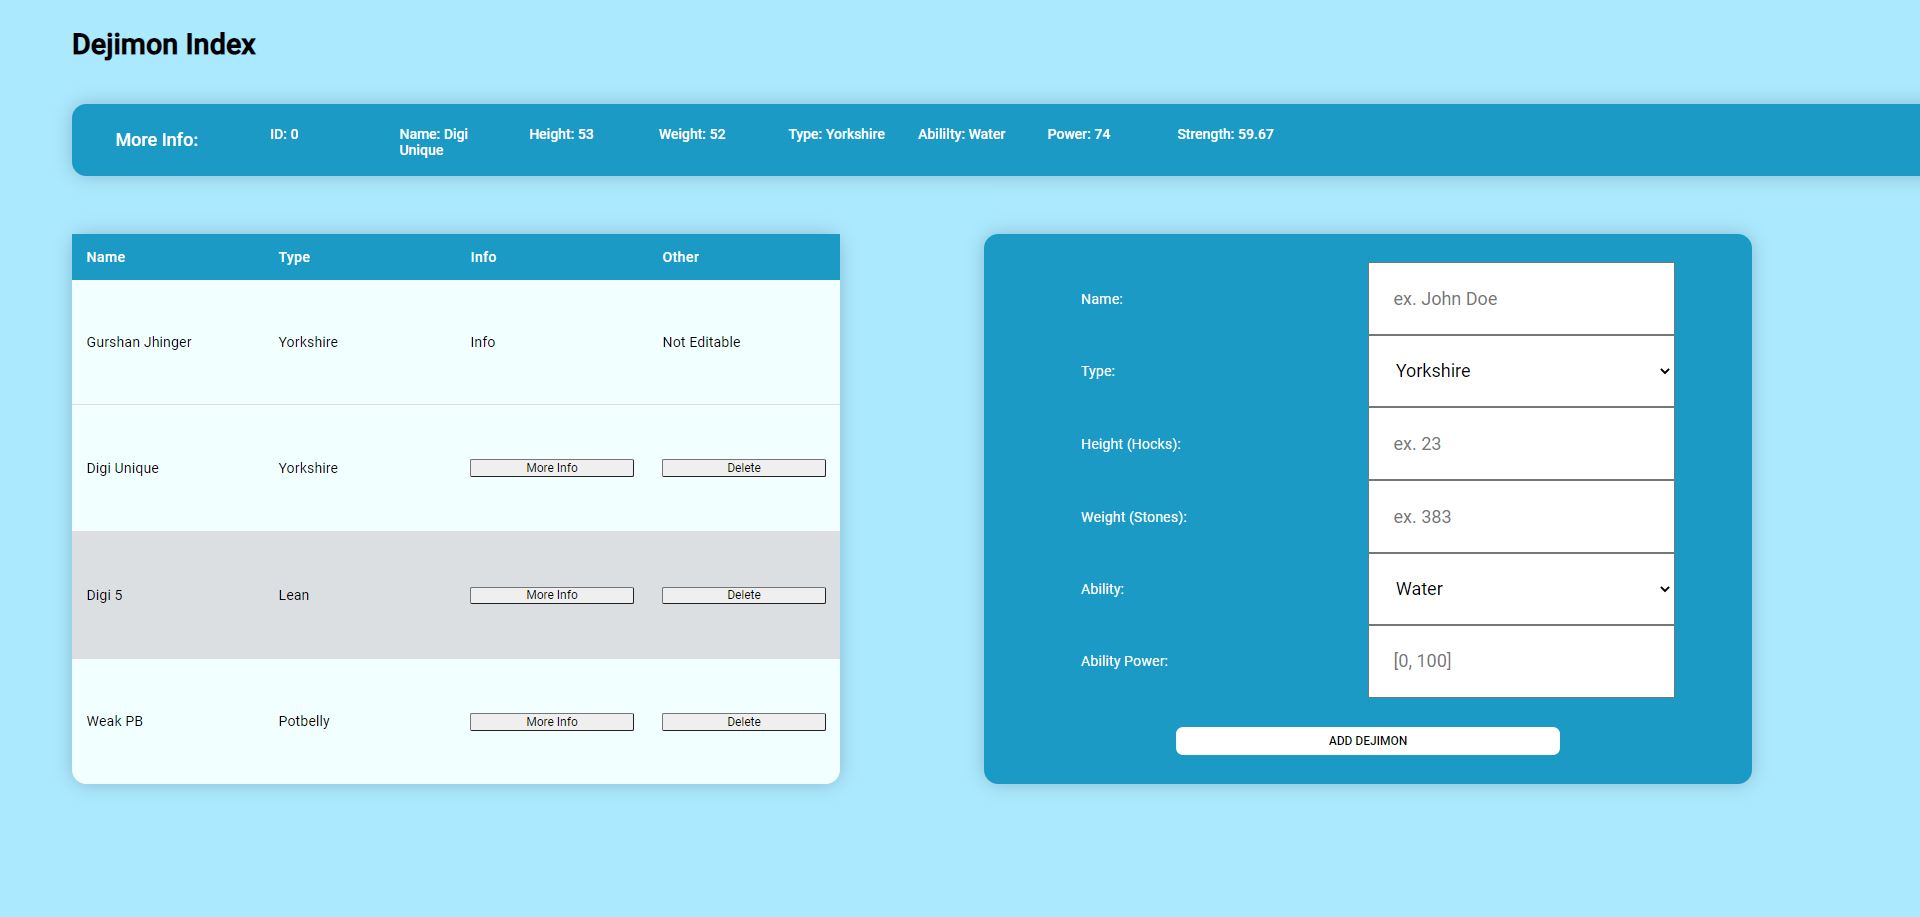 Dejimon Index
More Info: ID: 0 Name: Digi Height: 53 Weight: 52 Type: Yorkshire Abililty: Water Power: 74 Strength: 59.67
Unique
Name Type Info Other
Gurshan Jhinger Yorkshire Info Not Editable
Digi Unique Yorkshire More Info Delete
Digi 5 Lean More Info Delete
Weak PB Potbelly More Info Delete
Name: ex. John Doe
Type: Yorkshire
Height (Hocks): ex. 23
Weight (Stones): ex. 383
Ability: Water
Ability Power: [0, 100]
ADD DEJIMON